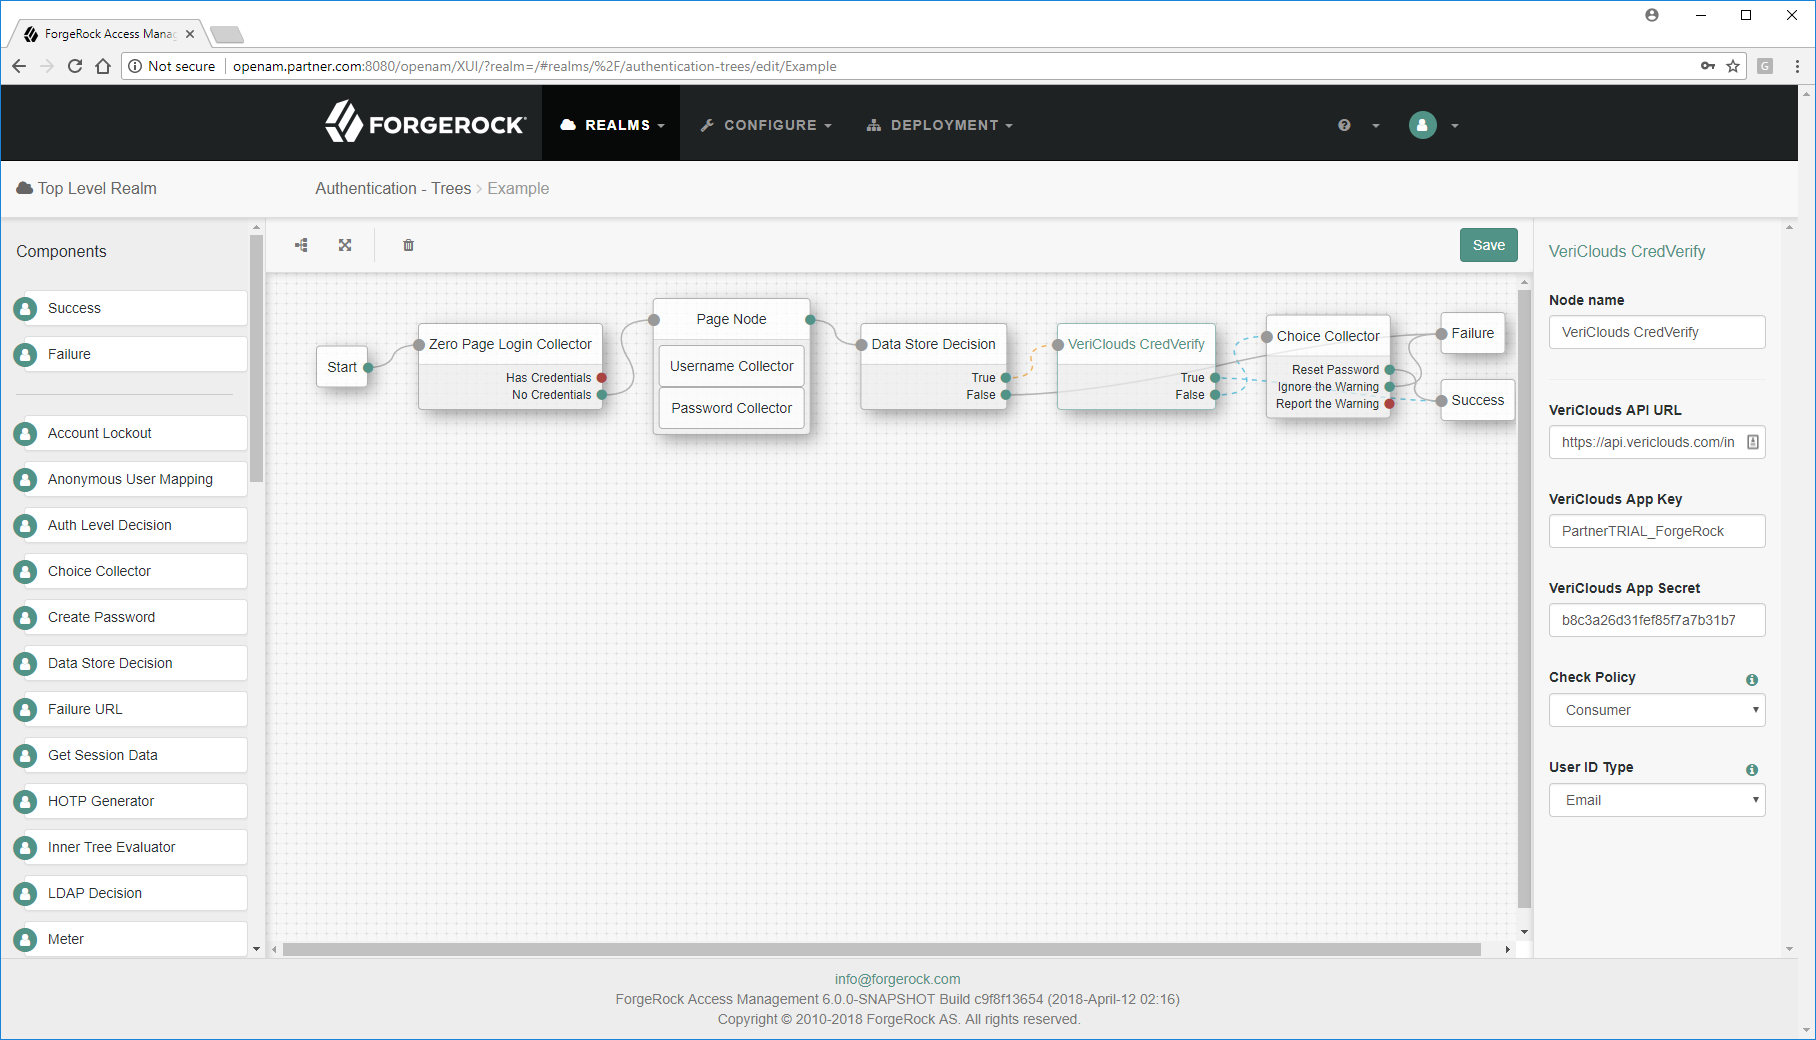 ForgeRock Access Mana
Not secure
openam.partner.com:8080/openam/XUI/?realm=/#realms/%2F/authentication-trees/edit/Example
G
FORGEROCK
REALMS
CONFIGURE
DEPLOYMENT
Top Level Realm
Authentication - Trees > Example
Components
Success
Failure
Account Lockout
Anonymous User Mapping
Auth Level Decision
Choice Collector
Create Password
Data Store Decision
Failure URL
Get Session Data
HOTP Generator
Inner Tree Evaluator
LDAP Decision
Meter
Save
Start
Zero Page Login Collector
Has Credentials
No Credentials
Page Node
Username Collector
Password Collector
Data Store Decision
True
False
VeriClouds CredVerify
True
False
Choice Collector
Reset Password
Ignore the Warning
Report the Warning
Failure
Success
VeriClouds CredVerify
Node name
VeriClouds CredVerify
VeriClouds API URL
https://api.vericlouds.com/in
VeriClouds App Key
PartnerTRIAL_ForgeRock
VeriClouds App Secret
b8c3a26d31fef85f7a7b31b7
Check Policy
Consumer
User ID Type
Email
info@forgerock.com
ForgeRock Access Management 6.0.0-SNAPSHOT Build c9f8f13654 (2018-April-12 02:16)
Copyright © 2010-2018 ForgeRock AS. All rights reserved.